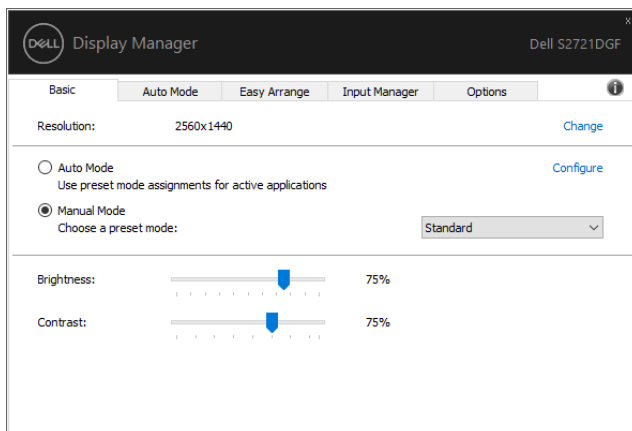 x
DELL Display Manager Dell S2721DGF
Basic Auto Mode Easy Arrange Input Manager Options i
Resolution: 2560x1440 Change
Auto Mode Configure
Use preset mode assignments for active applications
Manual Mode
Choose a preset mode: Standard
Brightness: 75%
Contrast: 75%